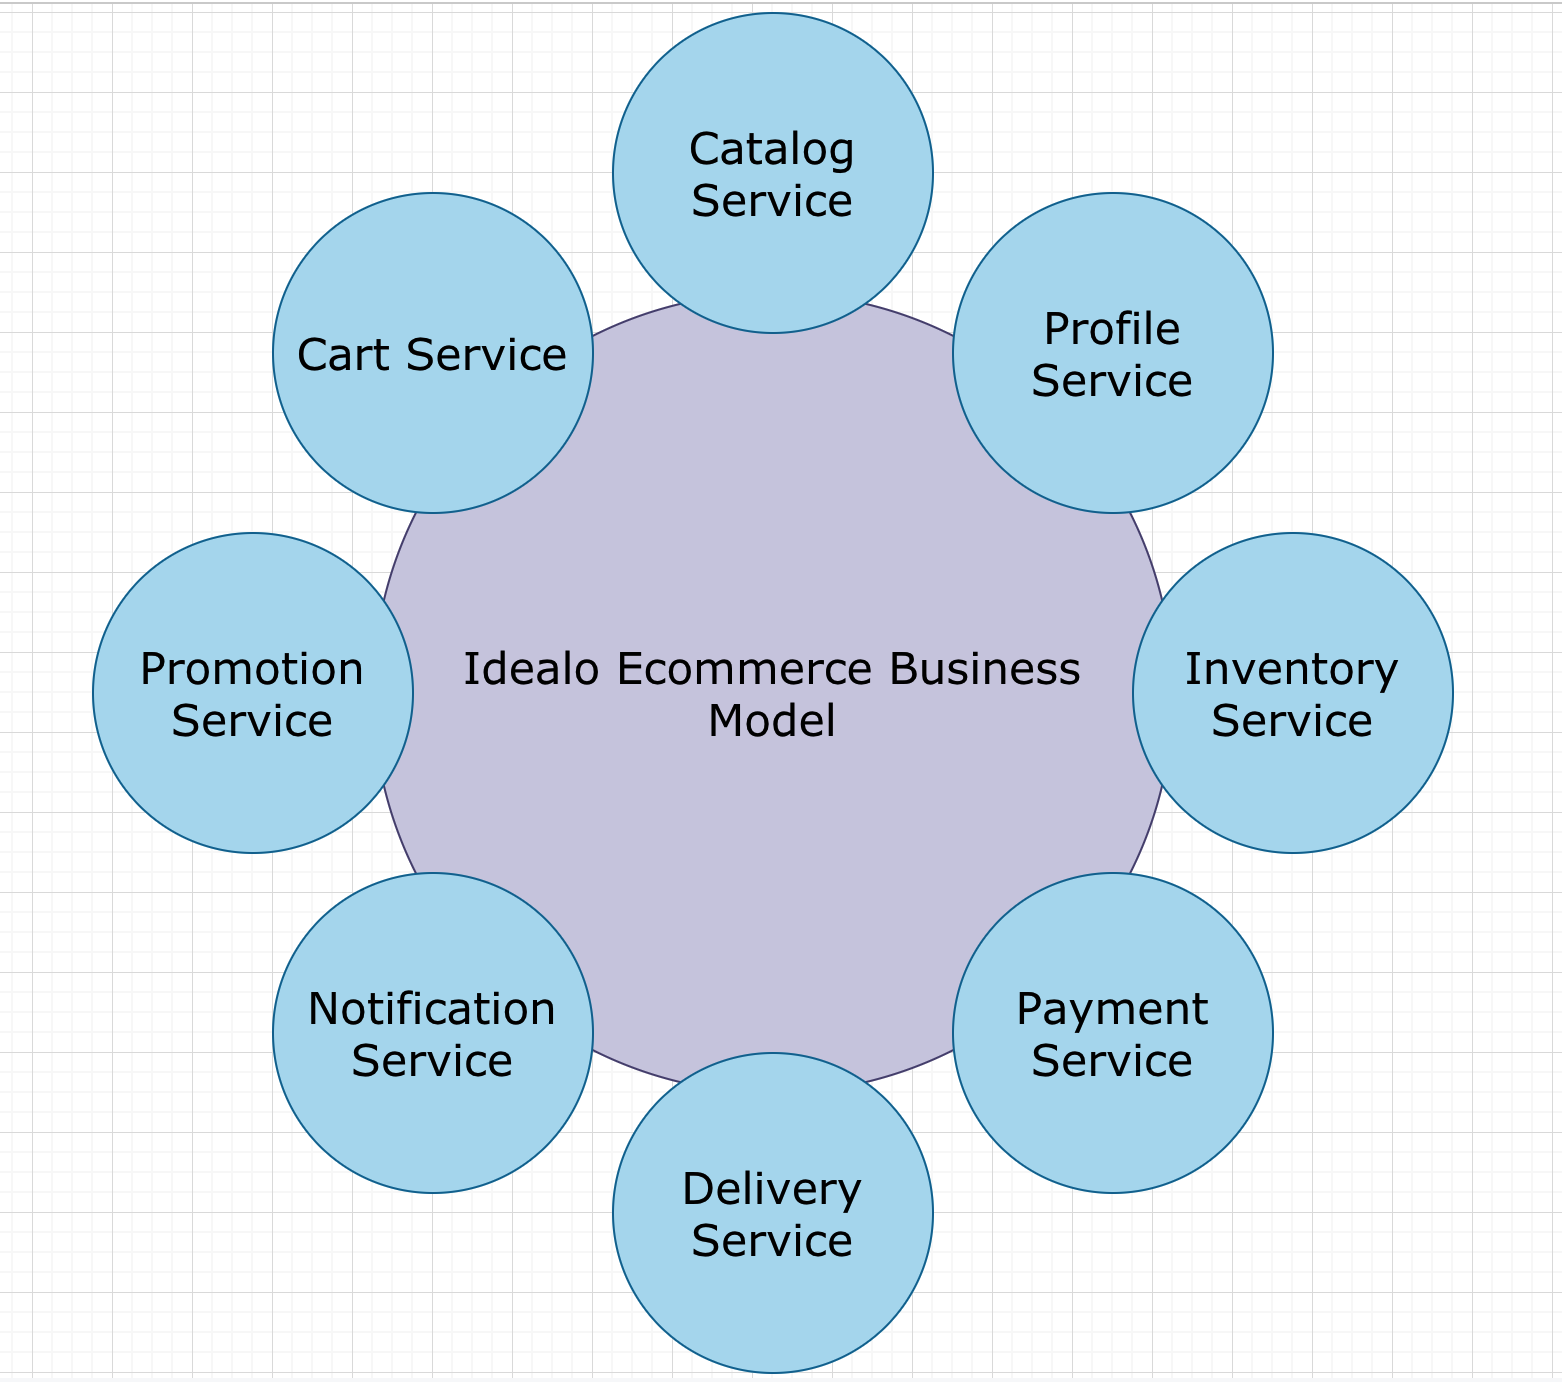 Catalog
Service
Profile
Service
Cart Service
Inventory
Service
Idealo Ecommerce Business
Model
Promotion
Service
Payment
Service
Notification
Service
Delivery
Service